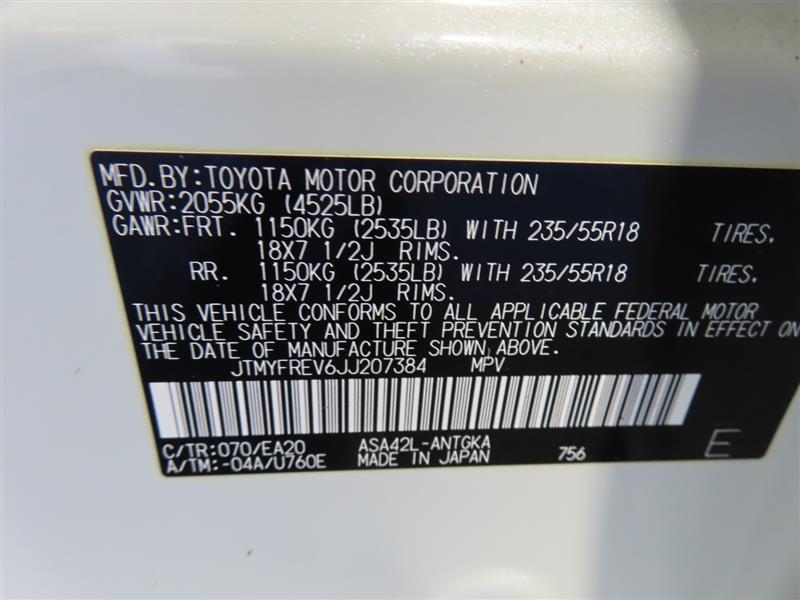 MFD.BY:TOYOTA MOTOR CORPORATION
GVWR:2055KG (4525LB)
GAWR:FRT. 1150KG (2535LB) WITH 235/55R18 TIRES.
18X7 1/2J RIMS.
RR. 1150KG (2535LB) WITH 235/55R18 TIRES.
18X7 1/2J RIMS.
THIS VEHICLE CONFORMS TO ALL APPLICABLE FEDERAL MOTOR
VEHICLE SAFETY AND THEFT PREVENTION STANDARDS IN EFFECT ON
THE DATE OF MANUFACTURE SHOWN ABOVE.
JTMYFREV6JJ207384 MPV
C/TR:070/EA20 ASA42L-ANTGKA
A/TM:-04A/U760E MADE IN JAPAN 756 E